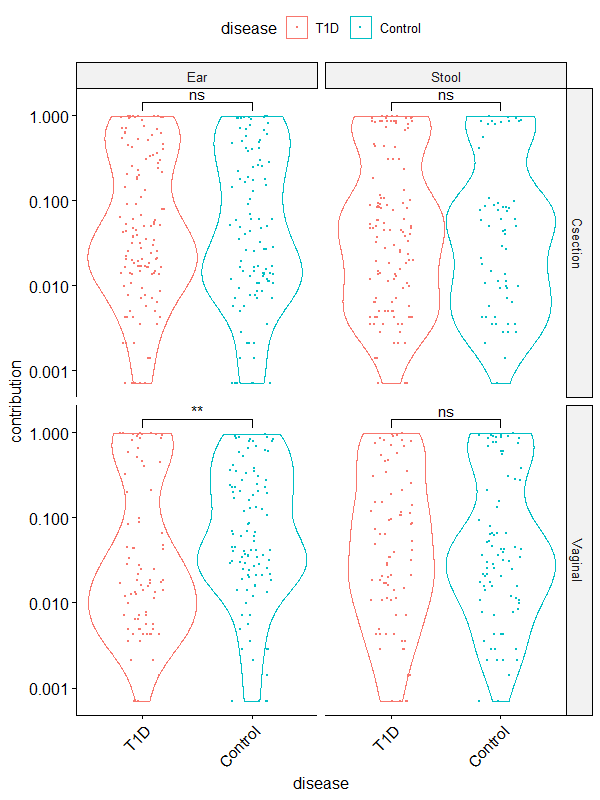 disease T1D Control
Ear Stool
ns ns
1.000
0.100
0.010
0.001
Csection
** ns
1.000
0.100
0.010
0.001
Vaginal
contribution
T1D Control T1D Control
disease